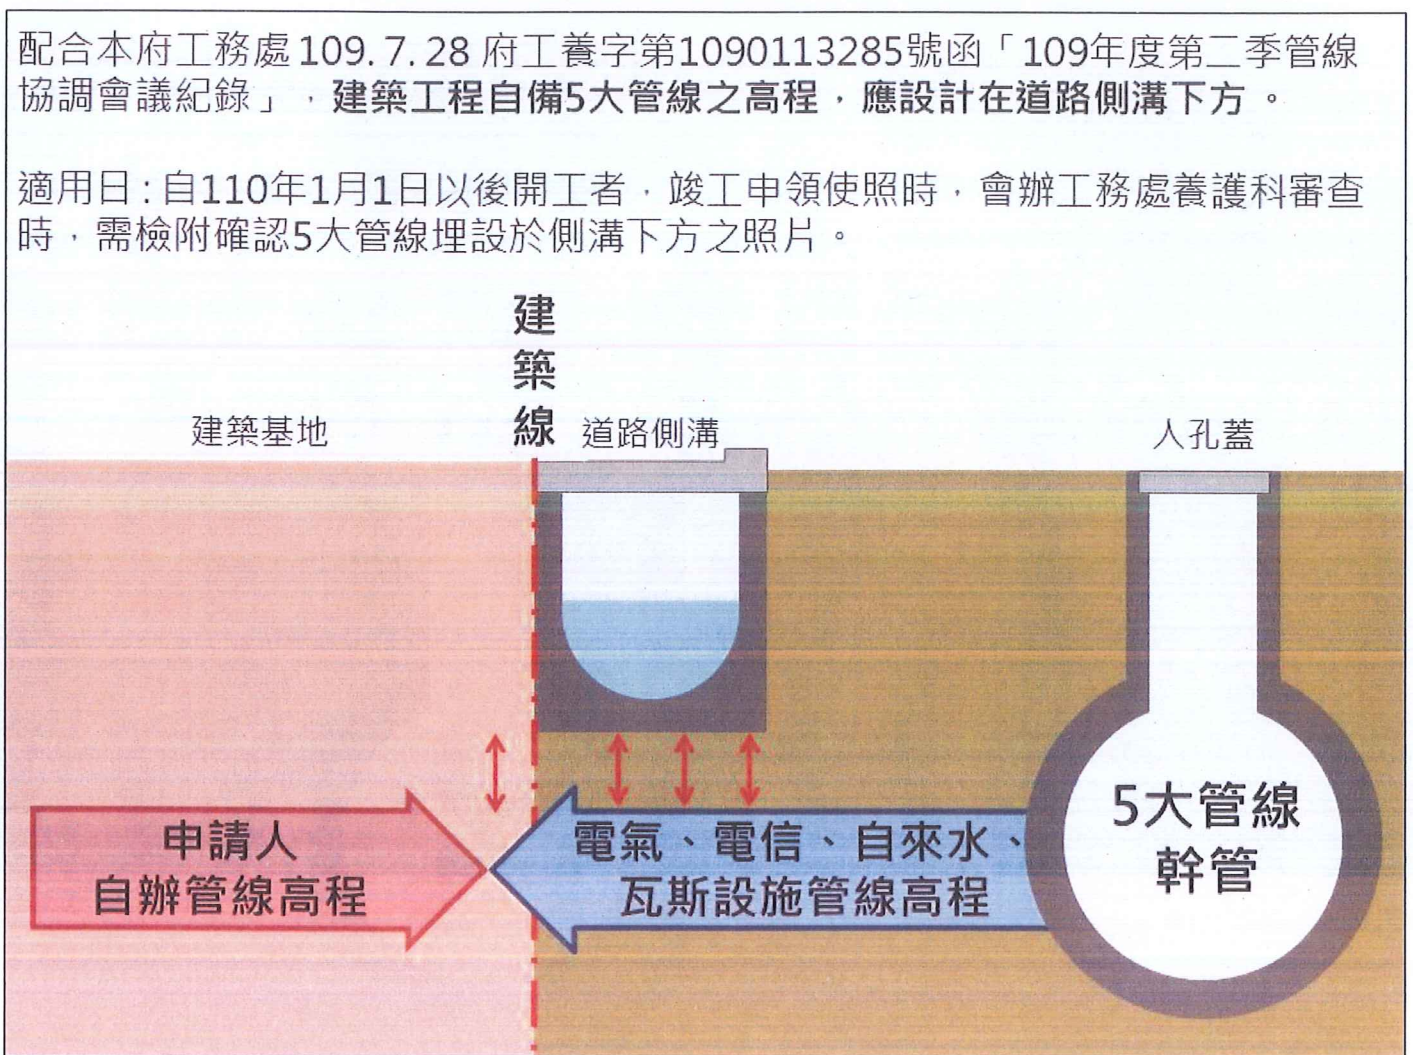 配合本府工務處109.7.28府工養字第1090113285號函「109年度第二季管線
協調會議紀錄」，建築工程自備5大管線之高程，應設計在道路側溝下方。
適用日:自110年1月1日以後開工者，竣工申領使照時，會辦工務處養護科審查
時，需檢附確認5大管線埋設於側溝下方之照片。
建築線
建築基地
道路側溝
人孔蓋
申請人
自辦管線高程
電氣、電信、自來水、
瓦斯設施管線高程
5大管線
幹管